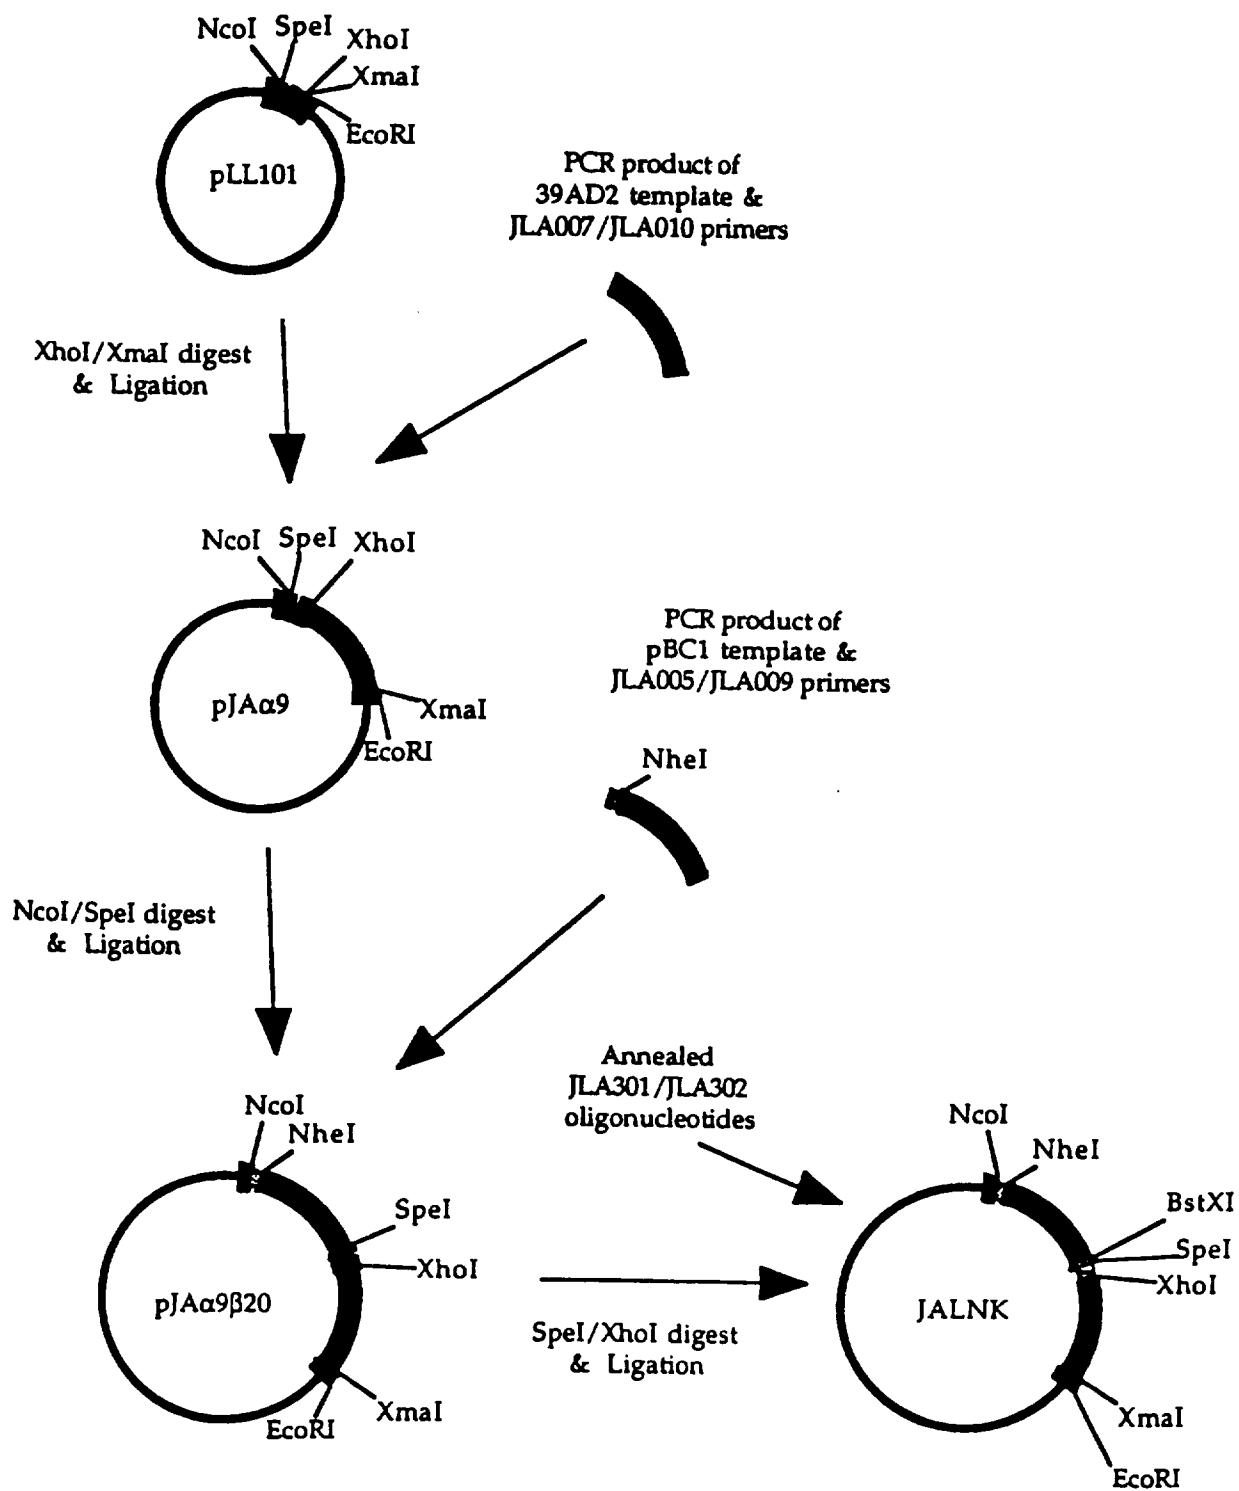 NcoI
SpeI
XhoI
XmaI
EcoRI
pLL101
PCR product of
39AD2 template &
JLA007/JLA010 primers
XhoI/XmaI digest
& Ligation
NcoI
SpeI
XhoI
pJAα9
XmaI
EcoRI
PCR product of
pBC1 template &
JLA005/JLA009 primers
NheI
NcoI/SpeI digest
& Ligation
Annealed
JLA301/JLA302
oligonucleotides
NcoI
NheI
SpeI
XhoI
pJAα9β20
XmaI
EcoRI
SpeI/XhoI digest
& Ligation
NcoI
NheI
BstXI
SpeI
XhoI
JALNK
XmaI
EcoRI